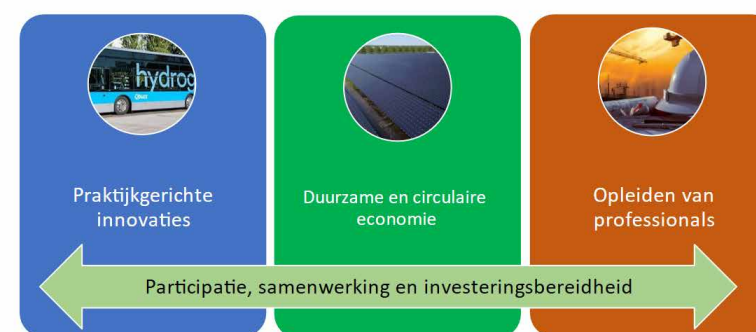 hydrog
Praktijkgerichte
innovaties
Duurzame en circulaire
economie
Opleiden van
professionals
Participatie, samenwerking en investeringsbereidheid